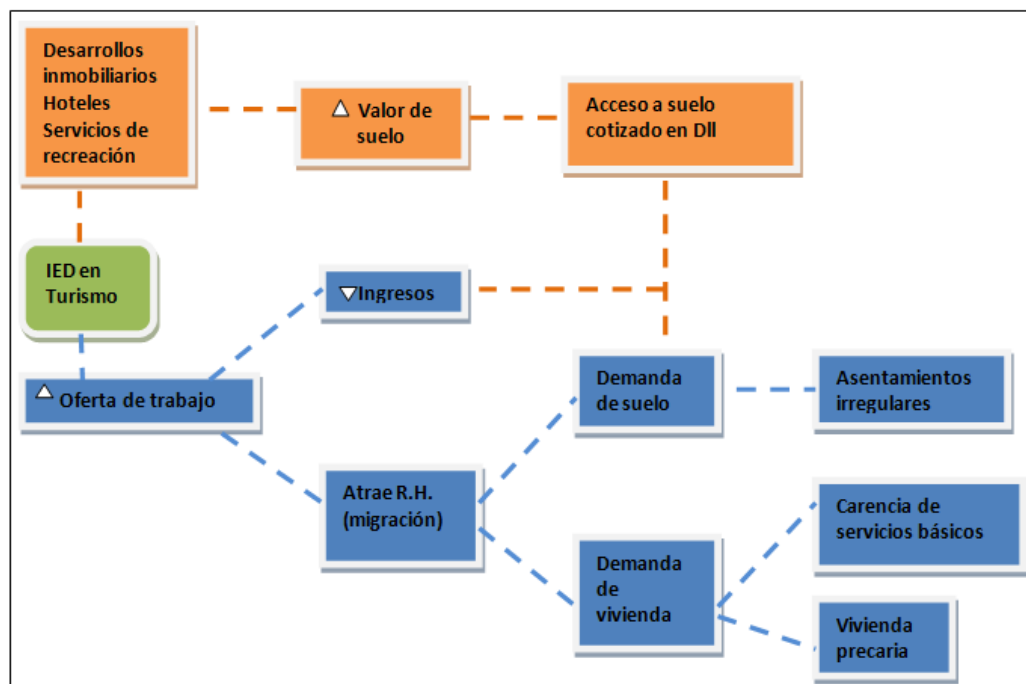 Desarrollos
inmobiliarios
Hoteles
Servicios de
recreación
△ Valor de
suelo
Acceso a suelo
cotizado en Dll
IED en
Turismo
▽Ingresos
△ Oferta de trabajo
Demanda
de suelo
Asentamientos
irregulares
Atrae R.H.
(migración)
Carencia de
servicios básicos
Demanda
de
vivienda
Vivienda
precaria